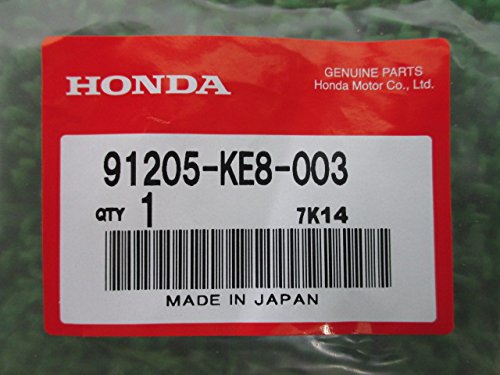 HONDA
GENUINE PARTS
Honda Motor Co., Ltd.
91205-KE8-003
QTY 1 7K14
MADE IN JAPAN